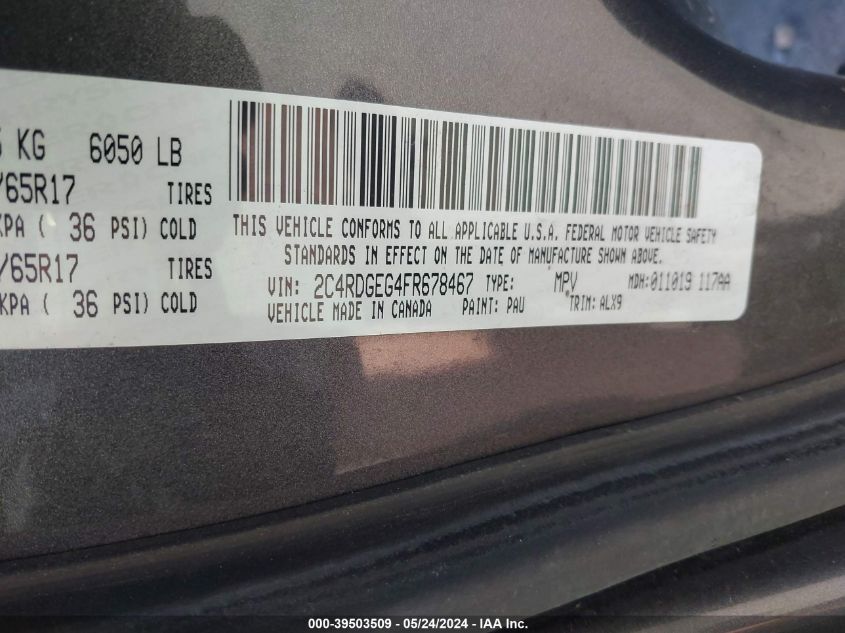 KG 6050 LB
/65R17 TIRES
KPA ( 36 PSI) COLD
/65R17 TIRES
KPA ( 36 PSI) COLD
THIS VEHICLE CONFORMS TO ALL APPLICABLE U.S.A. FEDERAL MOTOR VEHICLE SAFETY
STANDARDS IN EFFECT ON THE DATE OF MANUFACTURE SHOWN ABOVE.
VIN: 2C4RDGEG4FR678467 TYPE: MPV MDH:011019 117AA
VEHICLE MADE IN CANADA PAINT: PAU TRIM: ALX9
000-39503509 / 05/24/2024 - IAA Inc.